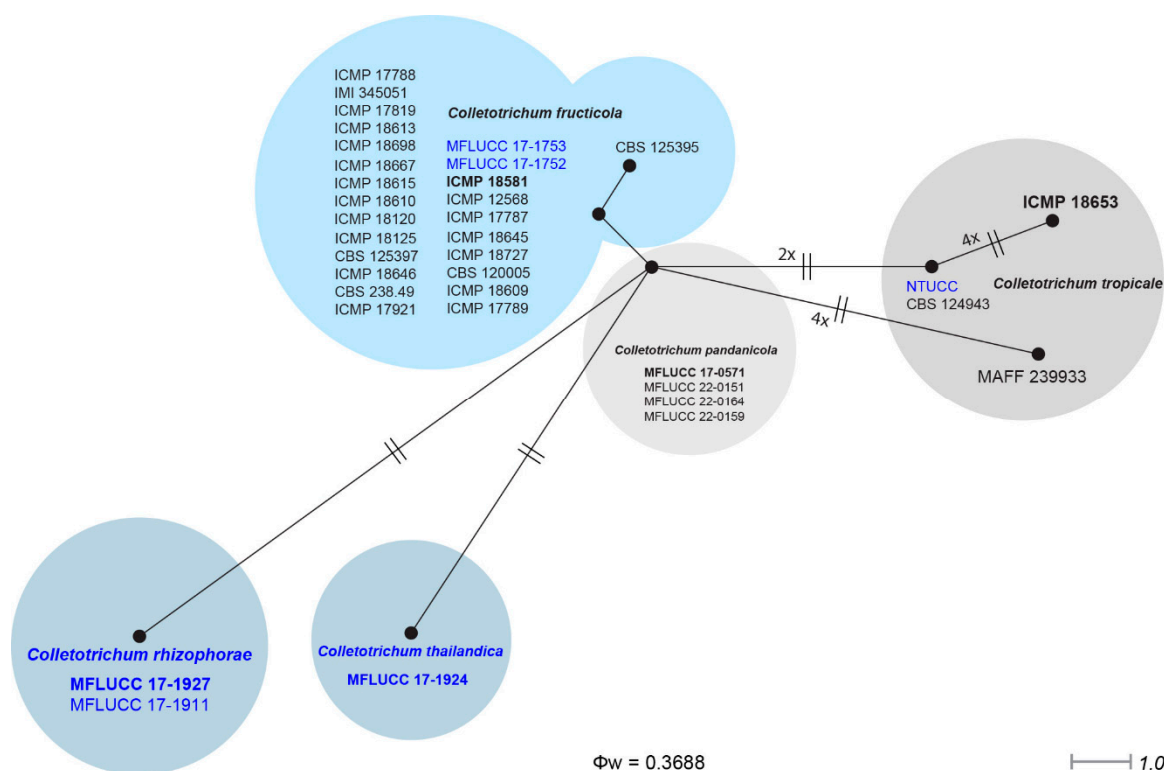 ICMP 17788
IMI 345051
ICMP 17819
ICMP 18613
ICMP 18698
ICMP 18667
ICMP 18615
ICMP 18610
ICMP 18120
ICMP 18125
CBS 125397
ICMP 18646
CBS 238.49
ICMP 17921
Colletotrichum fructicola
MFLUCC 17-1753
MFLUCC 17-1752
ICMP 18581
ICMP 12568
ICMP 17787
ICMP 18645
ICMP 18727
CBS 120005
ICMP 18609
ICMP 17789
CBS 125395
2x
4x
ICMP 18653
NTUCC
CBS 124943
Colletotrichum tropicale
4x
MAFF 239933
Colletotrichum pandanicola
MFLUCC 17-0571
MFLUCC 22-0151
MFLUCC 22-0164
MFLUCC 22-0159
Colletotrichum rhizophorae
MFLUCC 17-1927
MFLUCC 17-1911
Colletotrichum thailandica
MFLUCC 17-1924
Φw = 0.3688
1.0